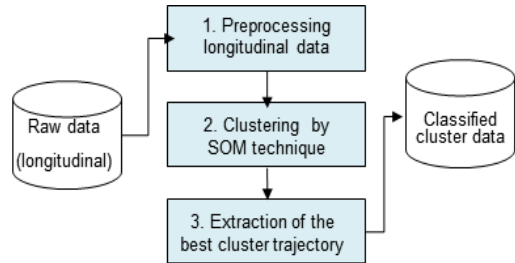 Raw data
(longitudinal)
1. Preprocessing
longitudinal data
2. Clustering by
SOM technique
3. Extraction of the
best cluster trajectory
Classified
cluster data